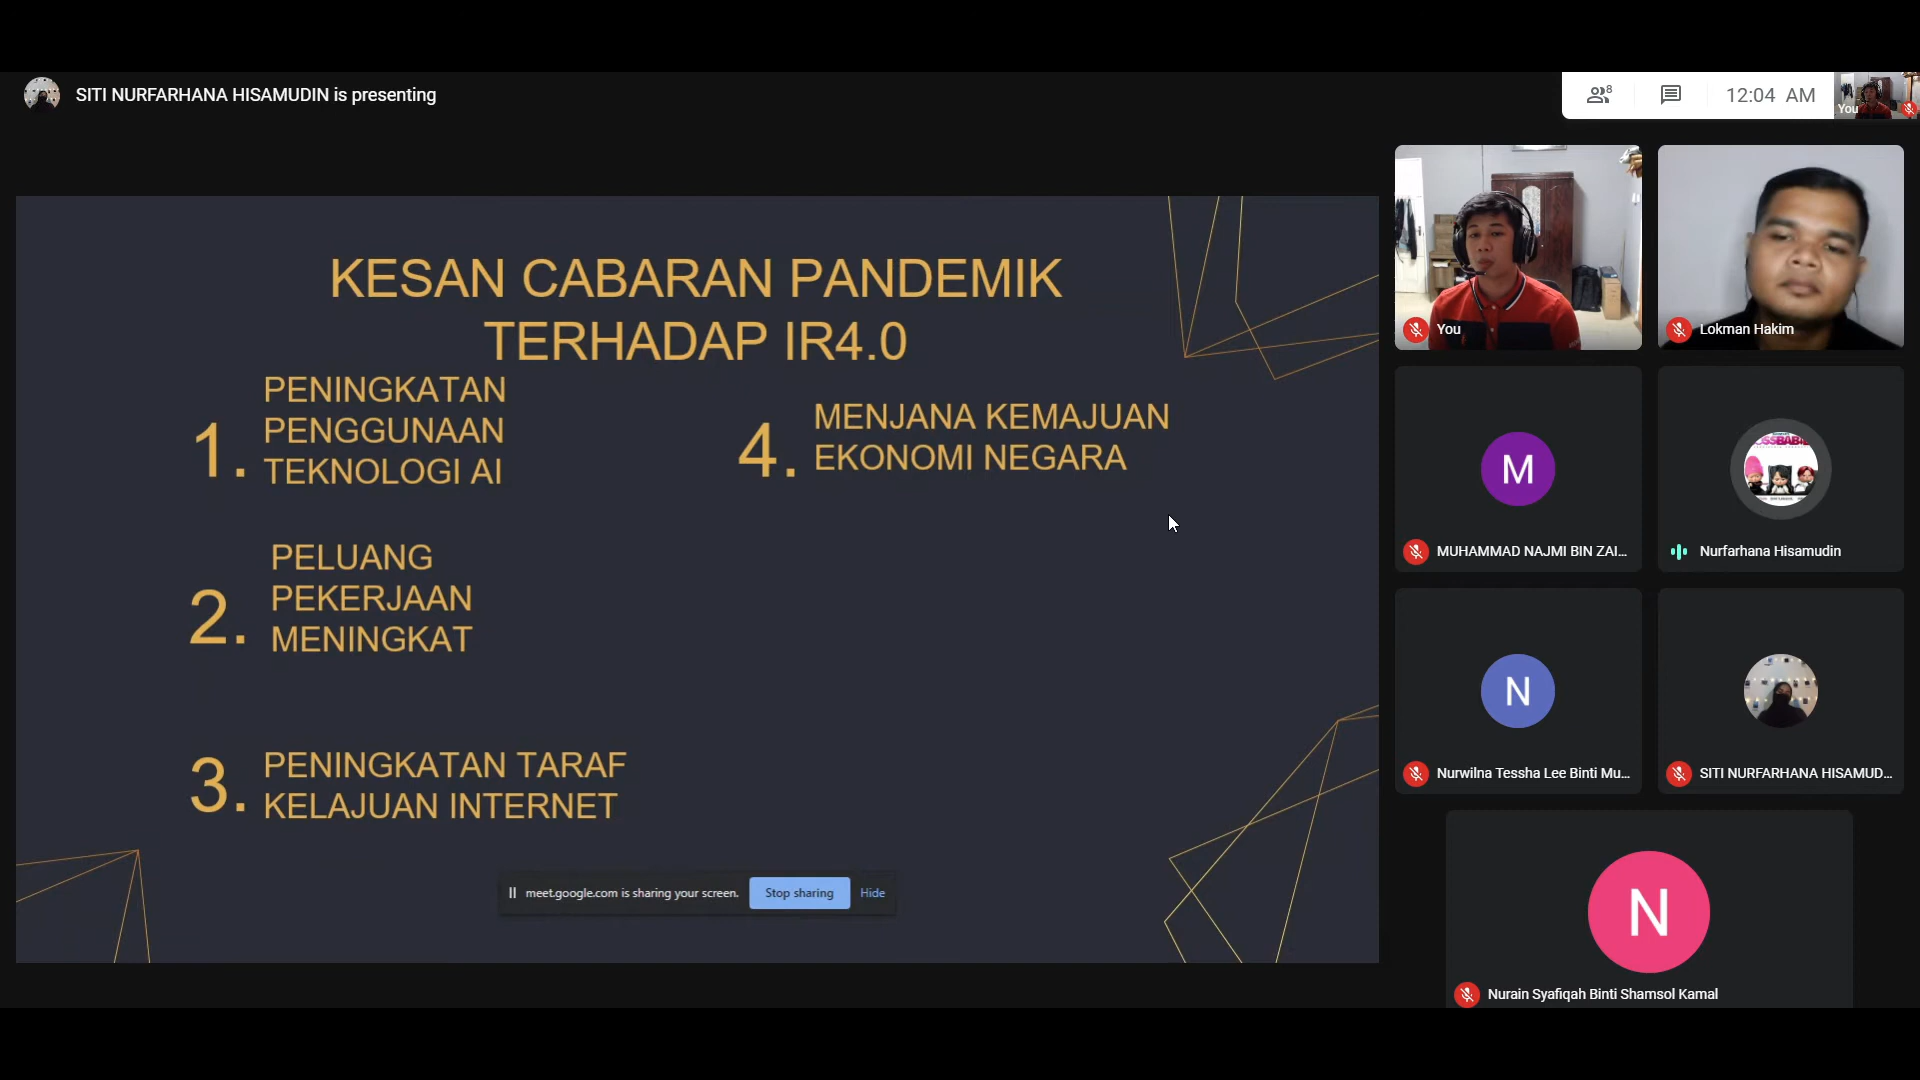 SITI NURFARHANA HISAMUDIN is presenting
8
12:04 AM
You
KESAN CABARAN PANDEMIK
TERHADAP IR4.0
1. PENINGKATAN
PENGGUNAAN
TEKNOLOGI AI
2. PELUANG
PEKERJAAN
MENINGKAT
3. PENINGKATAN TARAF
KELAJUAN INTERNET
4. MENJANA KEMAJUAN
EKONOMI NEGARA
meet.google.com is sharing your screen. Stop sharing Hide
You
Lokman Hakim
M
MUHAMMAD NAJMI BIN ZAI...
Nurfarhana Hisamudin
N
Nurwilna Tessha Lee Binti Mu...
SITI NURFARHANA HISAMUD...
N
Nurain Syafiqah Binti Shamsol Kamal